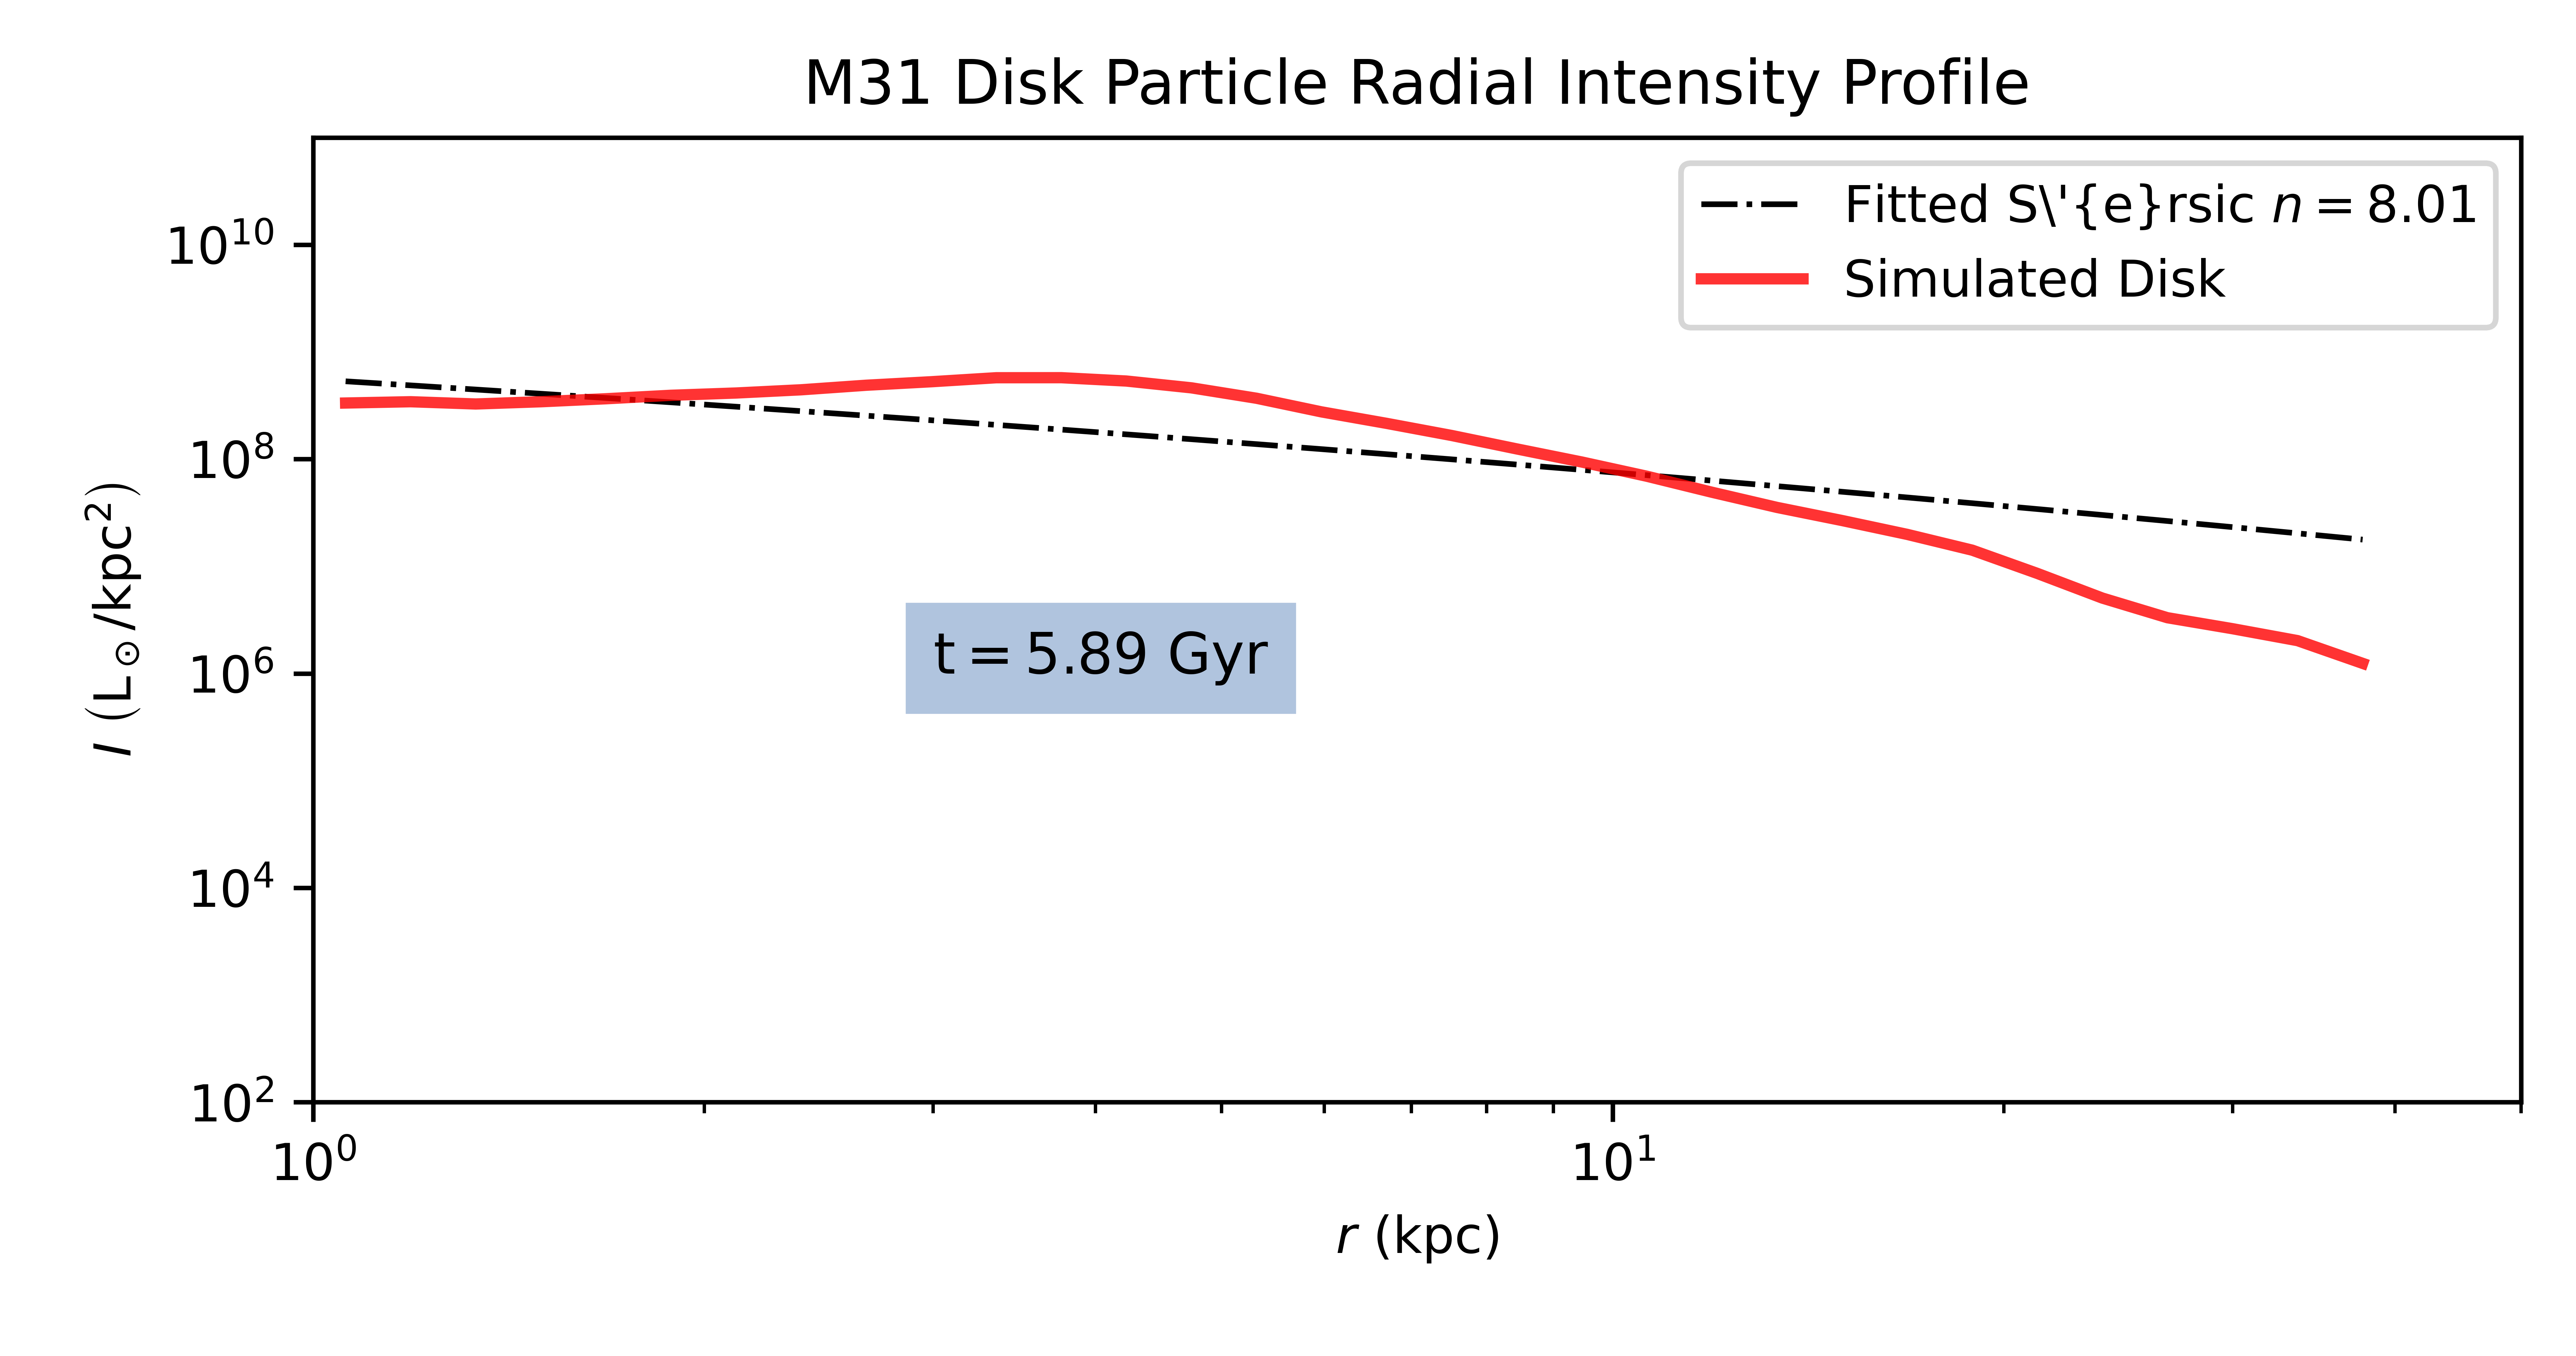 M31 Disk Particle Radial Intensity Profile
Fitted S\'{e}rsic n = 8.01
Simulated Disk
10¹⁰
10⁸
10⁶
10⁴
10²
I (L⊙/kpc²)
t = 5.89 Gyr
10⁰ 10¹
r (kpc)